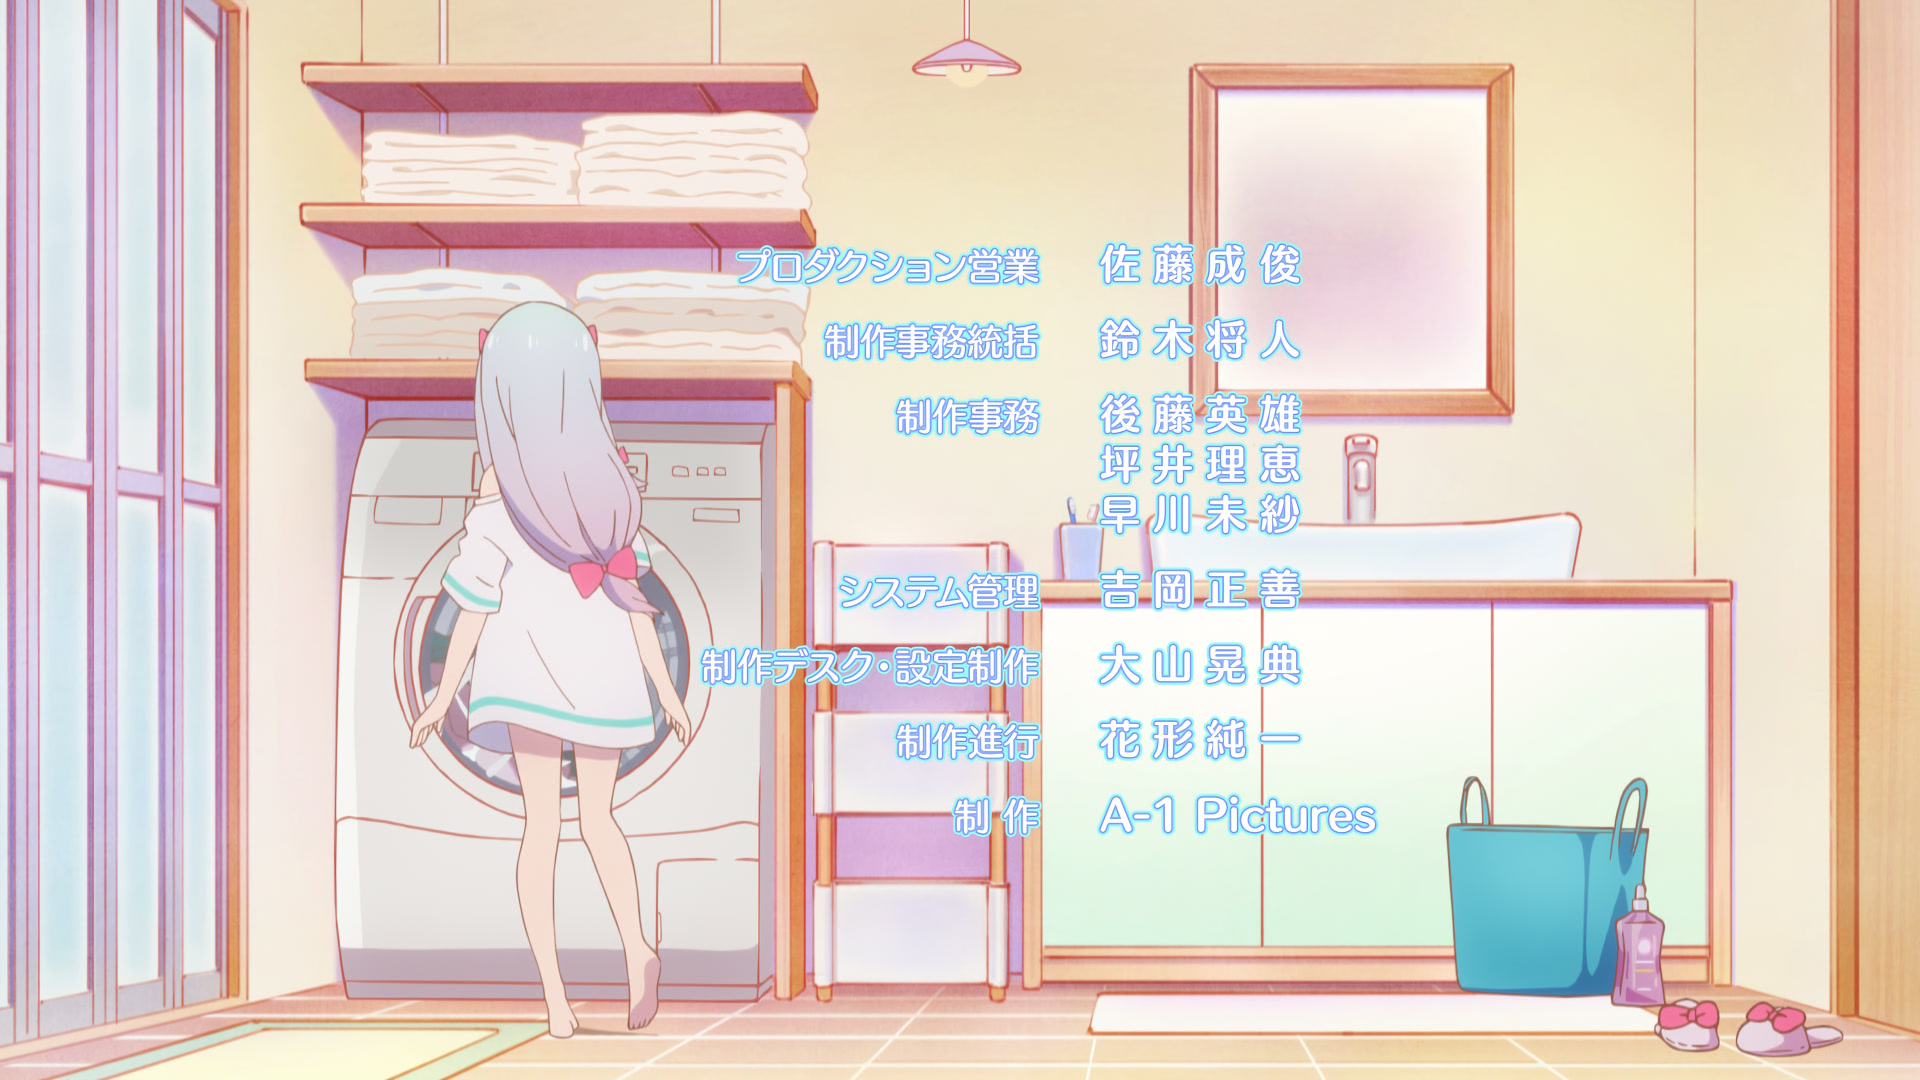 プロダクション営業 佐藤成俊
制作事務統括 鈴木将人
制作事務 後藤英雄
坪井理恵
早川未紗
システム管理 吉岡正善
制作デスク・設定制作 大山晃典
制作進行 花形純一
制作 A-1 Pictures